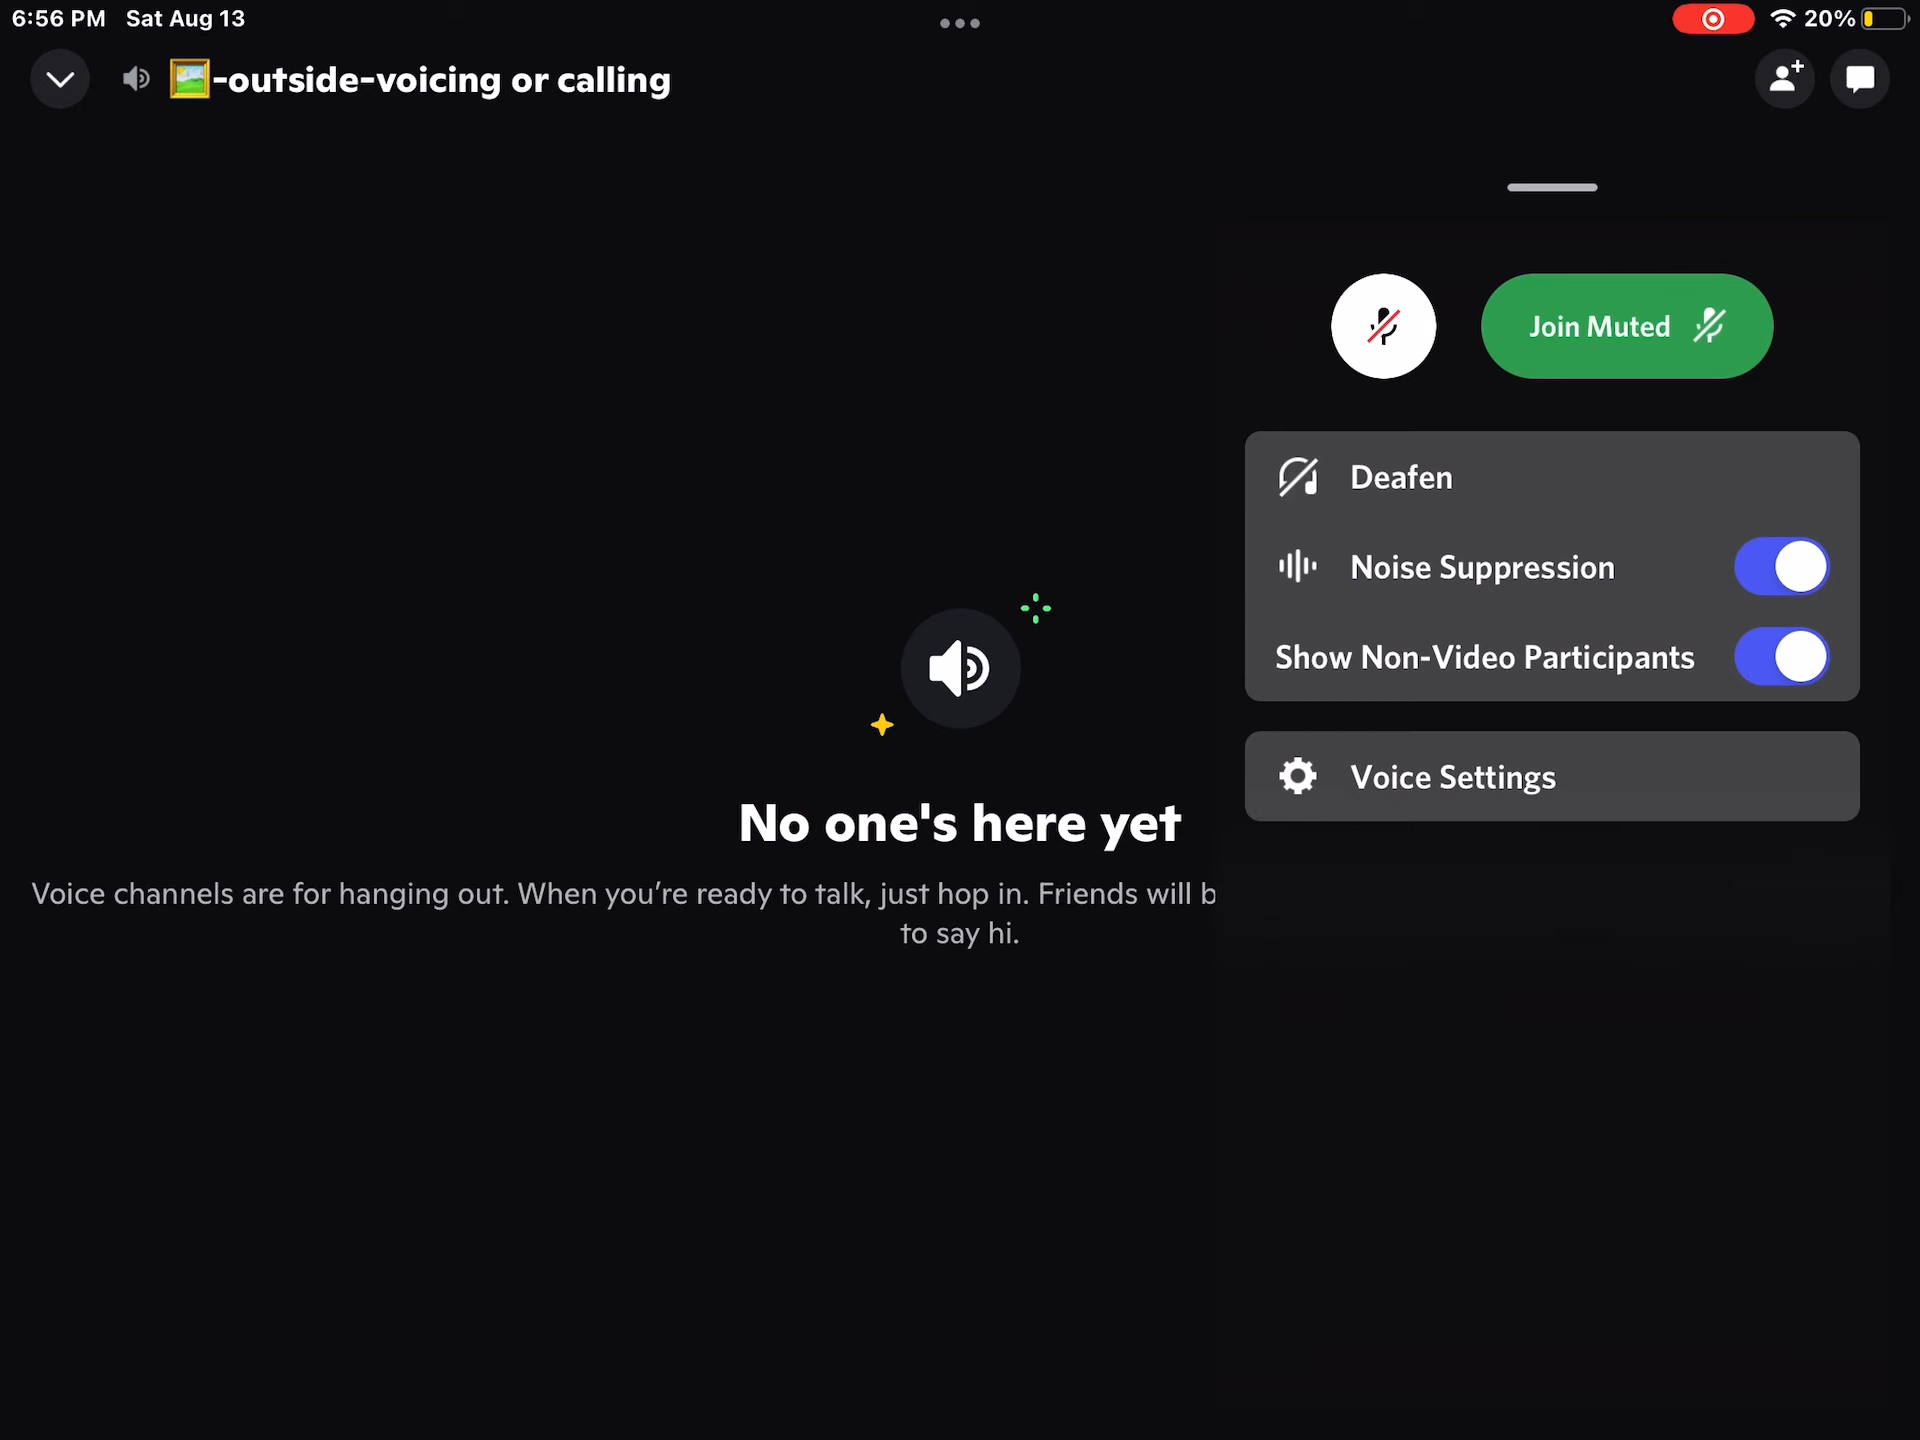 6:56 PM Sat Aug 13
20%
-outside-voicing or calling
Join Muted
Deafen
Noise Suppression
Show Non-Video Participants
Voice Settings
No one's here yet
Voice channels are for hanging out. When you’re ready to talk, just hop in. Friends will b
to say hi.